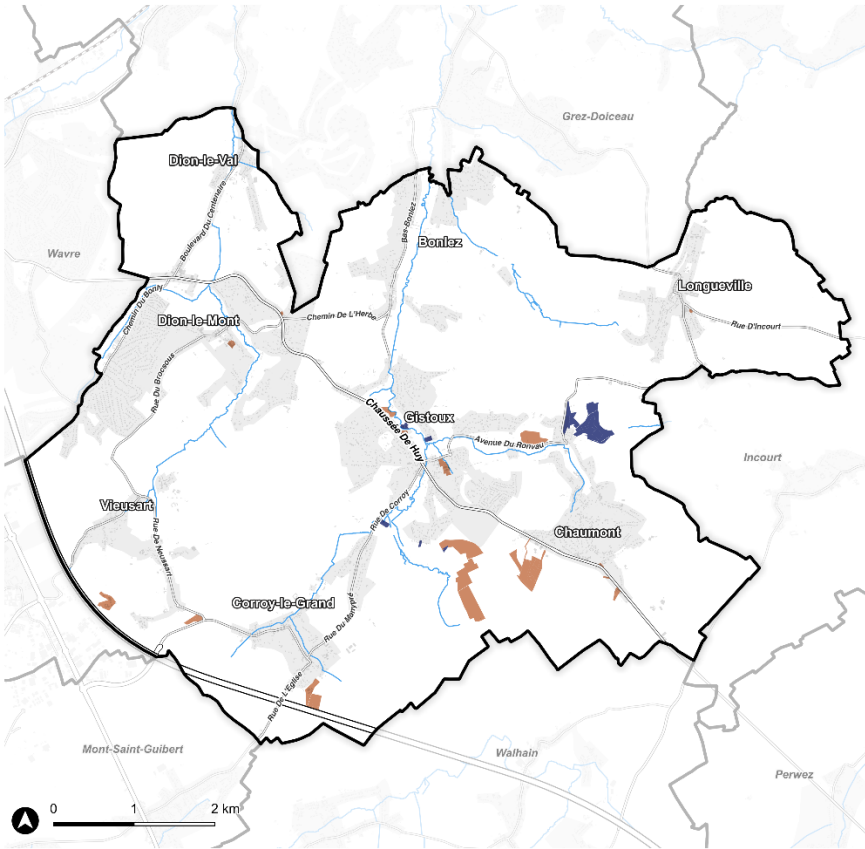 Grez-Doiceau
Dion-le-Val
Boulevard Du Centenaire
Bas-Bonlez
Bonlez
Wavre
Longueville
Chemin Du Bonly
Dion-le-Mont
Chemin De L'Herbe
Rue D'Incourt
Rue Du Brocsous
Chaussée De Huy
Gistoux
Avenue Du Ronvau
Incourt
Vieusart
Rue De Corroy
Rue De Neussart
Chaumont
Corroy-le-Grand
Rue Du Manypré
Rue De L'Eglise
Mont-Saint-Guibert
Walhain
Perwez
0 1 2 km